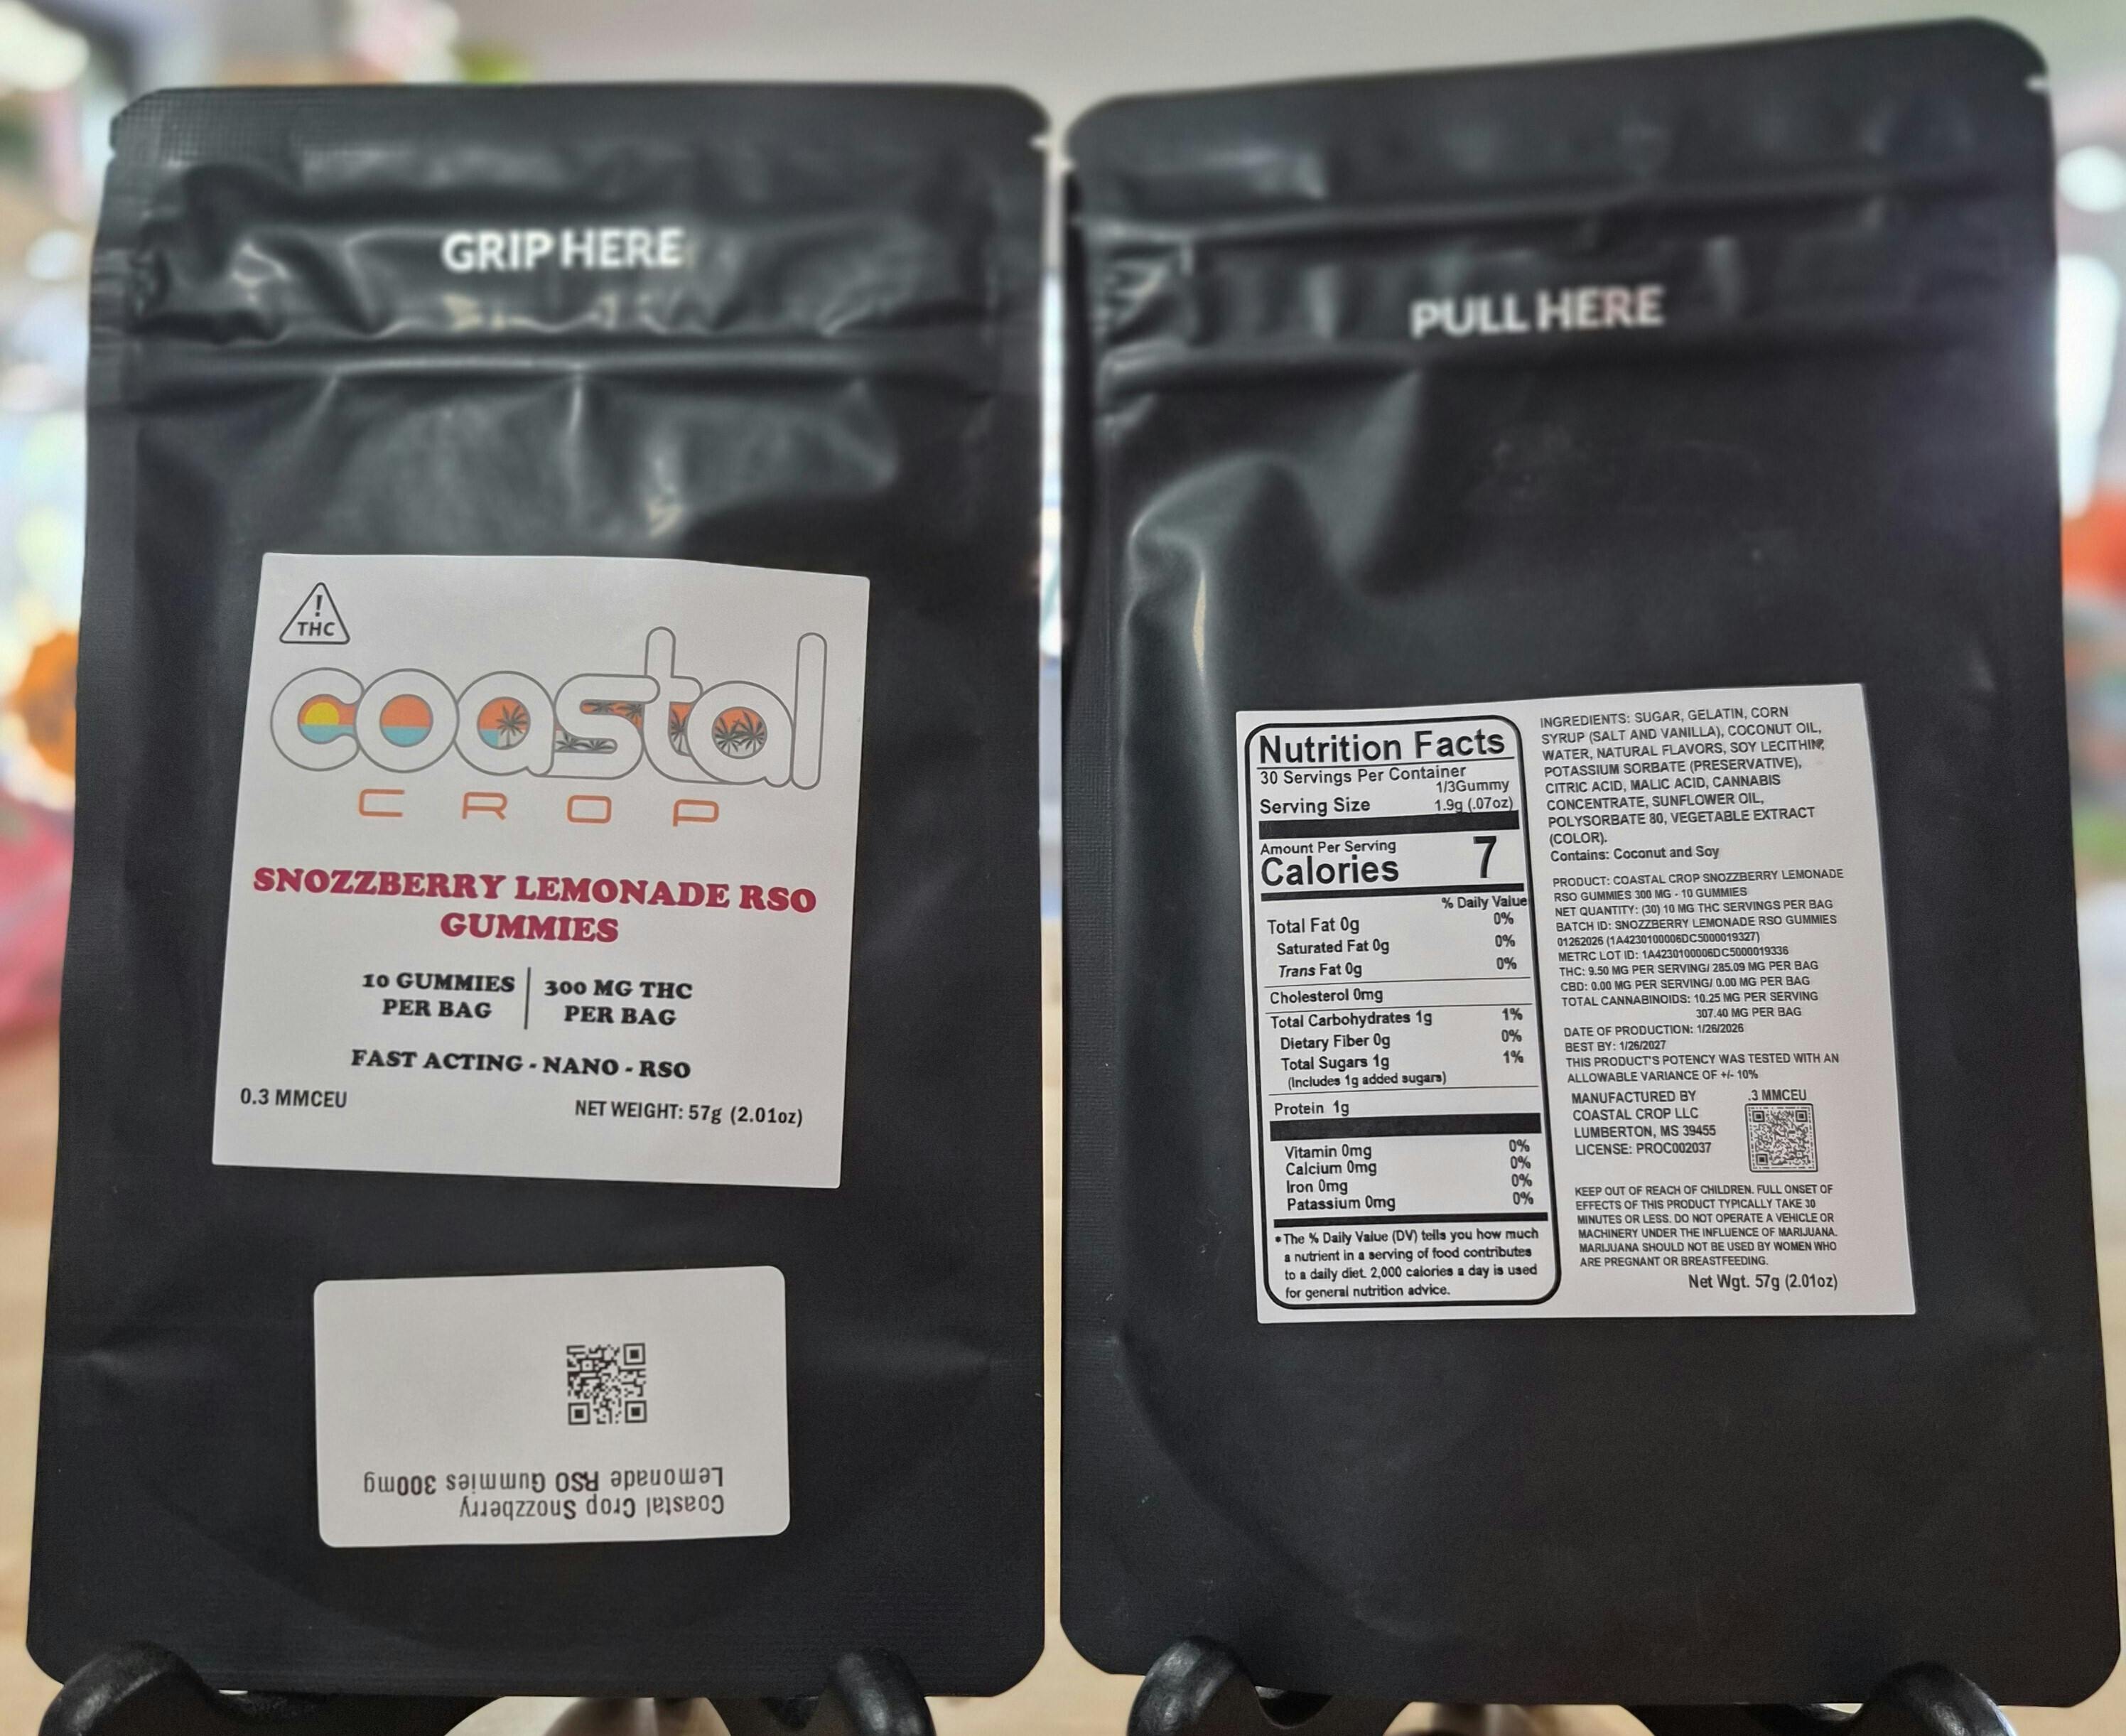 GRIP HERE
! THC
coastal
CROP
SNOZZBERRY LEMONADE RSO
GUMMIES
10 GUMMIES
PER BAG
300 MG THC
PER BAG
FAST ACTING - NANO - RSO
0.3 MMCEU
NET WEIGHT: 57g (2.01oz)
Coastal Crop Snozzberry
Lemonade RSO Gummies 300mg
PULL HERE
Nutrition Facts
30 Servings Per Container
1/3Gummy
Serving Size 1.9g (.07oz)
Amount Per Serving
Calories 7
% Daily Value
Total Fat 0g 0%
Saturated Fat 0g 0%
Trans Fat 0g 0%
Cholesterol 0mg
Total Carbohydrates 1g 1%
Dietary Fiber 0g 0%
Total Sugars 1g 1%
(Includes 1g added sugars)
Protein 1g
Vitamin 0mg 0%
Calcium 0mg 0%
Iron 0mg 0%
Patassium 0mg 0%
*The % Daily Value (DV) tells you how much
a nutrient in a serving of food contributes
to a daily diet. 2,000 calories a day is used
for general nutrition advice.
INGREDIENTS: SUGAR, GELATIN, CORN
SYRUP (SALT AND VANILLA), COCONUT OIL,
WATER, NATURAL FLAVORS, SOY LECITHIN,
POTASSIUM SORBATE (PRESERVATIVE),
CITRIC ACID, MALIC ACID, CANNABIS
CONCENTRATE, SUNFLOWER OIL,
POLYSORBATE 80, VEGETABLE EXTRACT
(COLOR).
Contains: Coconut and Soy
PRODUCT: COASTAL CROP SNOZZBERRY LEMONADE
RSO GUMMIES 300 MG - 10 GUMMIES
NET QUANTITY: (30) 10 MG THC SERVINGS PER BAG
BATCH ID: SNOZZBERRY LEMONADE RSO GUMMIES
01262026 (1A4230100006DC5000019327)
METRC LOT ID: 1A4230100006DC5000019336
THC: 9.50 MG PER SERVING/ 285.09 MG PER BAG
CBD: 0.00 MG PER SERVING/ 0.00 MG PER BAG
TOTAL CANNABINOIDS: 10.25 MG PER SERVING
307.40 MG PER BAG
DATE OF PRODUCTION: 1/26/2026
BEST BY: 1/26/2027
THIS PRODUCT'S POTENCY WAS TESTED WITH AN
ALLOWABLE VARIANCE OF +/- 10%
MANUFACTURED BY
COASTAL CROP LLC
LUMBERTON, MS 39455
LICENSE: PROC002037
.3 MMCEU
KEEP OUT OF REACH OF CHILDREN. FULL ONSET OF
EFFECTS OF THIS PRODUCT TYPICALLY TAKE 30
MINUTES OR LESS. DO NOT OPERATE A VEHICLE OR
MACHINERY UNDER THE INFLUENCE OF MARIJUANA.
MARIJUANA SHOULD NOT BE USED BY WOMEN WHO
ARE PREGNANT OR BREASTFEEDING.
Net Wgt. 57g (2.01oz)